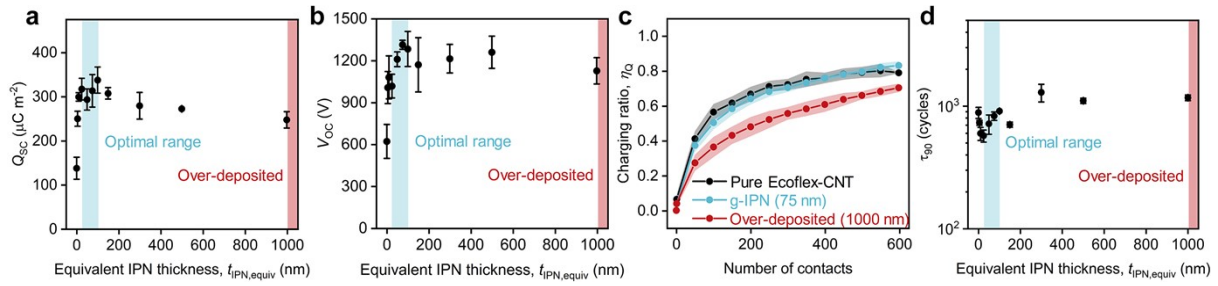 a
400
300
200
100
0
Q_SC (µC m⁻²)
Optimal range
Over-deposited
0 200 400 600 800 1000
Equivalent IPN thickness, t_IPN,equiv (nm)
b
1500
1200
900
600
300
V_OC (V)
Optimal range
Over-deposited
0 200 400 600 800 1000
Equivalent IPN thickness, t_IPN,equiv (nm)
c
1.0
0.8
0.6
0.4
0.2
0.0
Charging ratio, η_Q
Pure Ecoflex-CNT
g-IPN (75 nm)
Over-deposited (1000 nm)
0 200 400 600
Number of contacts
d
10³
10²
τ₉₀ (cycles)
Optimal range
Over-deposited
0 200 400 600 800 1000
Equivalent IPN thickness, t_IPN,equiv (nm)